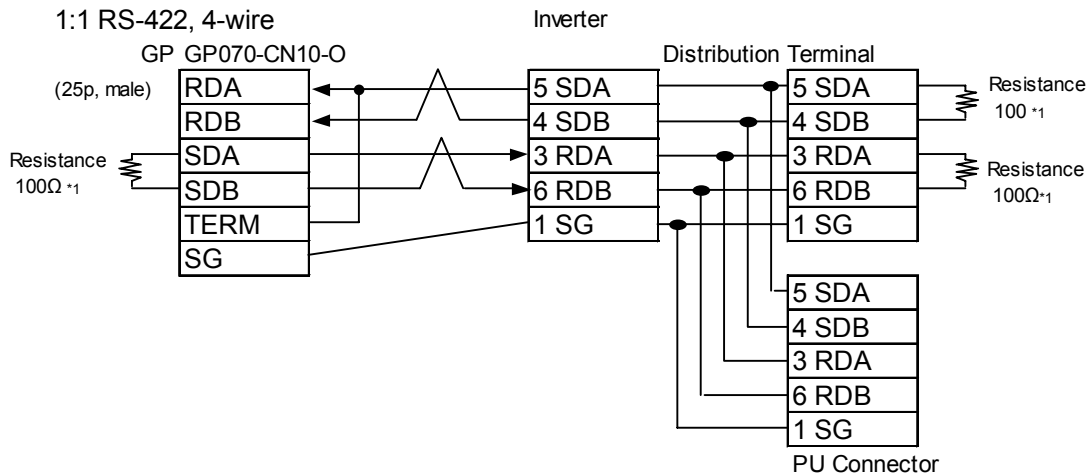 1:1 RS-422, 4-wire
Inverter
GP GP070-CN10-O
Distribution Terminal
(25p, male)
RDA
RDB
SDA
SDB
TERM
SG
Resistance
100Ω *1
5 SDA
4 SDB
3 RDA
6 RDB
1 SG
5 SDA
4 SDB
3 RDA
6 RDB
1 SG
Resistance
100 *1
Resistance
100Ω*1
5 SDA
4 SDB
3 RDA
6 RDB
1 SG
PU Connector